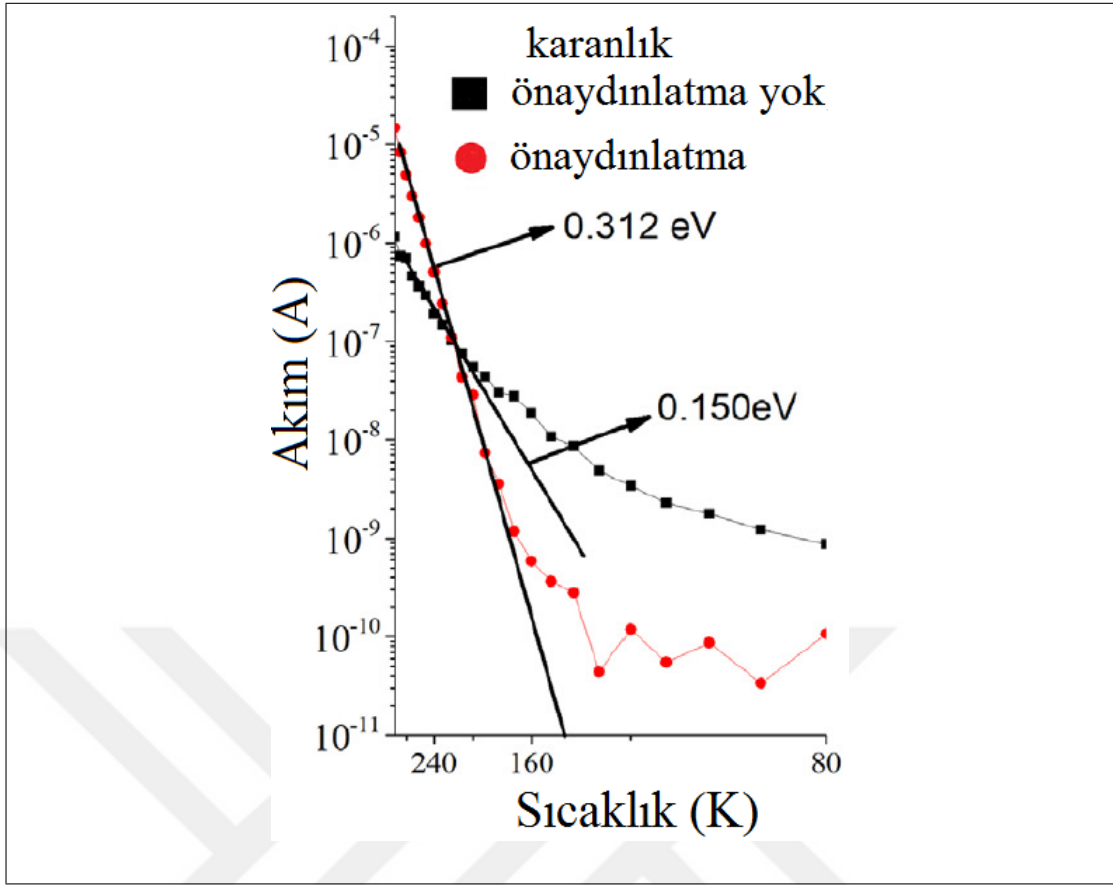 karanlık
önaydınlatma yok
önaydınlatma
10-4
10-5
10-6
10-7
10-8
10-9
10-10
10-11
0.312 eV
0.150eV
Akım (A)
240 160 80
Sıcaklık (K)